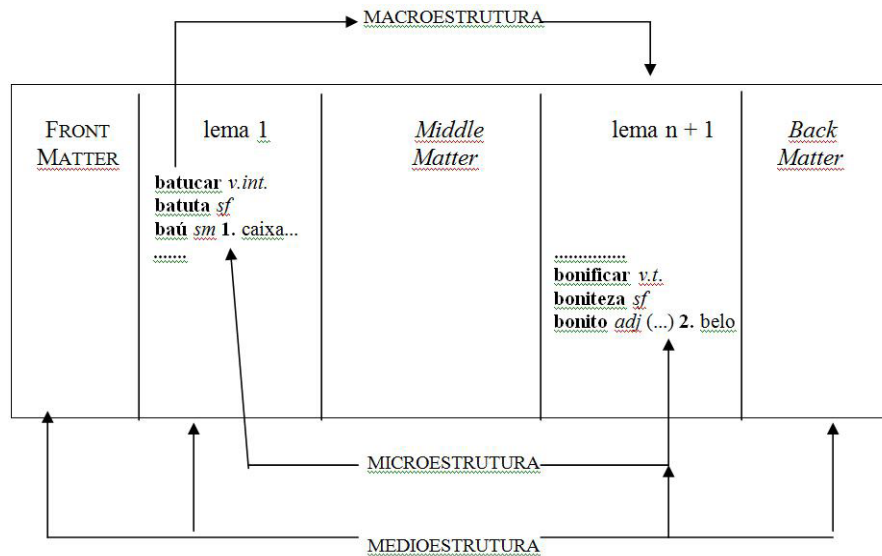 MACROESTRUTURA
FRONT
MATTER
lema 1
batucar v.int.
batuta sf
baú sm 1. caixa...
.......
Middle
Matter
lema n + 1
...............
bonificar v.t.
boniteza sf
bonito adj (...) 2. belo
Back
Matter
MICROESTRUTURA
MEDIOESTRUTURA